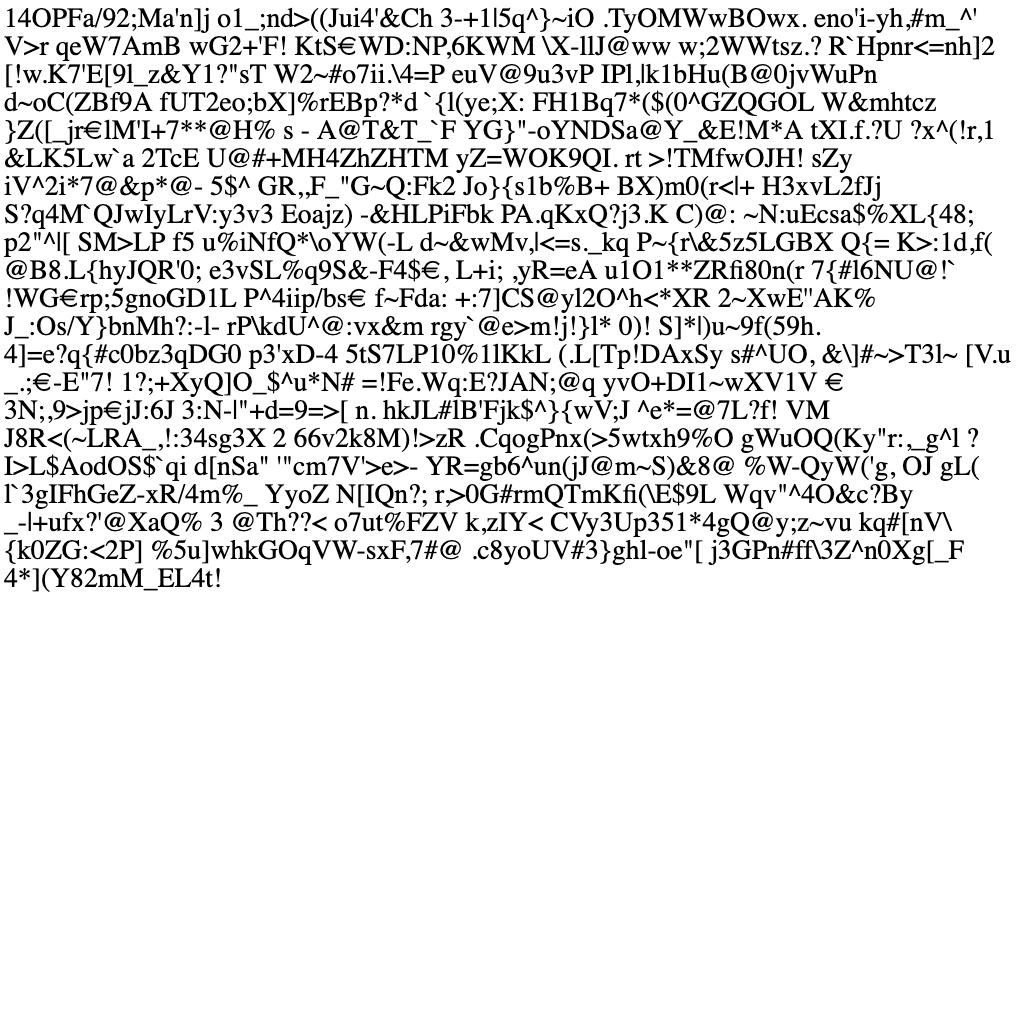 14OPFa/92;Ma'n]j o1_;nd>((Jui4'&Ch 3-+1l5q^}~iO .TyOMWwBOwx. eno'i-yh,#m_^'
V>r qeW7AmB wG2+'F! KtS€WD:NP,6KWM \X-llJ@ww w;2WWtsz.? R`Hpnr<=nh]2
[!w.K7'E[9l_z&Y1?"sT W2~#o7ii.\4=P euV@9u3vP IPl,|k1bHu(B@0jvWuPn
d~oC(ZBf9A fUT2eo;bX]%rEBp?*d `{l(ye;X: FH1Bq7*($(0^GZQGOL W&mhtcz
}Z([_jr€lM'I+7**@H% s - A@T&T_`F YG}"-oYNDSa@Y_&E!M*A tXI.f.?U ?x^(!r,1
&LK5Lw`a 2TcE U@#+MH4ZhZHTM yZ=WOK9QI. rt >!TMfwOJH! sZy
iV^2i*7@&p*@- 5$^ GR,,F_"G~Q:Fk2 Jo}{s1b%B+ BX)m0(r<|+ H3xvL2fJj
S?q4M`QJwIyLrV:y3v3 Eoajz) -&HLPiFbk PA.qKxQ?j3.K C)@: ~N:uEcsa$%XL{48;
p2"^|[ SM>LP f5 u%iNfQ*\oYW(-L d~&wMv,|<=s._kq P~{r\&5z5LGBX Q{= K>:1d,f(
@B8.L{hyJQR'0; e3vSL%q9S&-F4$€, L+i; ,yR=eA u1O1**ZRfi80n(r 7{#l6NU@!`
!WG€rp;5gnoGD1L P^4iip/bs€ f~Fda: +:7]CS@yl2O^h<*XR 2~XwE"AK%
J_:Os/Y}bnMh?:-l- rP\kdU^@:vx&m rgy`@e>m!j!}l* 0)! S]*|)u~9f(59h.
4]=e?q{#c0bz3qDG0 p3'xD-4 5tS7LP10%1lKkL (.L[Tp!DAxSy s#^UO, &\]#~>T3l~ [V.u
_.;€-E"7! 1?;+XyQ]O_$^u*N# =!Fe.Wq:E?JAN;@q yvO+DI1~wXV1V €
3N;,9>jp€jJ:6J 3:N-|"+d=9=>[ n. hkJL#lB'Fjk$^}{wV;J ^e*=@7L?f! VM
J8R<(~LRA_,!:34sg3X 2 66v2k8M)!>zR .CqogPnx(>5wtxh9%O gWuOQ(Ky"r:,_g^l ?
I>L$AodOS$`qi d[nSa" '"cm7V'>e>- YR=gb6^un(jJ@m~S)&8@ %W-QyW('g, OJ gL(
l`3gIFhGeZ-xR/4m%_ YyoZ N[IQn?; r,>0G#rmQTmKfi(\E$9L Wqv"^4O&c?By
_-|+ufx?'@XaQ% 3 @Th??< o7ut%FZV k,zIY< CVy3Up351*4gQ@y;z~vu kq#[nV\
{k0ZG:<2P] %5u]whkGOqVW-sxF,7#@ .c8yoUV#3}ghl-oe"[ j3GPn#ff\3Z^n0Xg[_F
4*](Y82mM_EL4t!